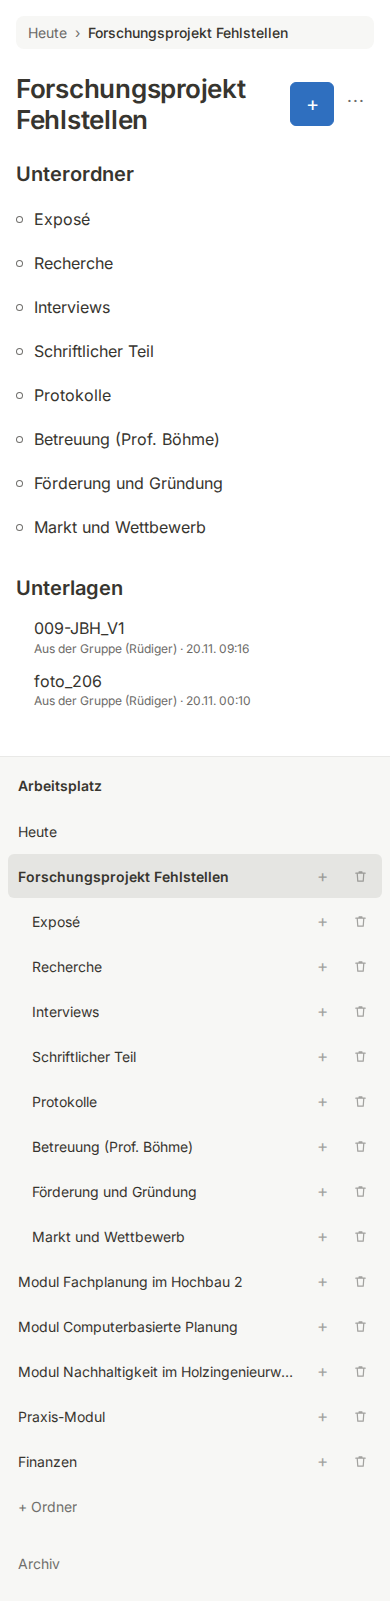 Heute › Forschungsprojekt Fehlstellen
Forschungsprojekt
Fehlstellen
+ ...
Unterordner
Exposé
Recherche
Interviews
Schriftlicher Teil
Protokolle
Betreuung (Prof. Böhme)
Förderung und Gründung
Markt und Wettbewerb
Unterlagen
009-JBH_V1
Aus der Gruppe (Rüdiger) · 20.11. 09:16
foto_206
Aus der Gruppe (Rüdiger) · 20.11. 00:10
Arbeitsplatz
Heute
Forschungsprojekt Fehlstellen +
Exposé +
Recherche +
Interviews +
Schriftlicher Teil +
Protokolle +
Betreuung (Prof. Böhme) +
Förderung und Gründung +
Markt und Wettbewerb +
Modul Fachplanung im Hochbau 2 +
Modul Computerbasierte Planung +
Modul Nachhaltigkeit im Holzingenieurw... +
Praxis-Modul +
Finanzen +
+ Ordner
Archiv